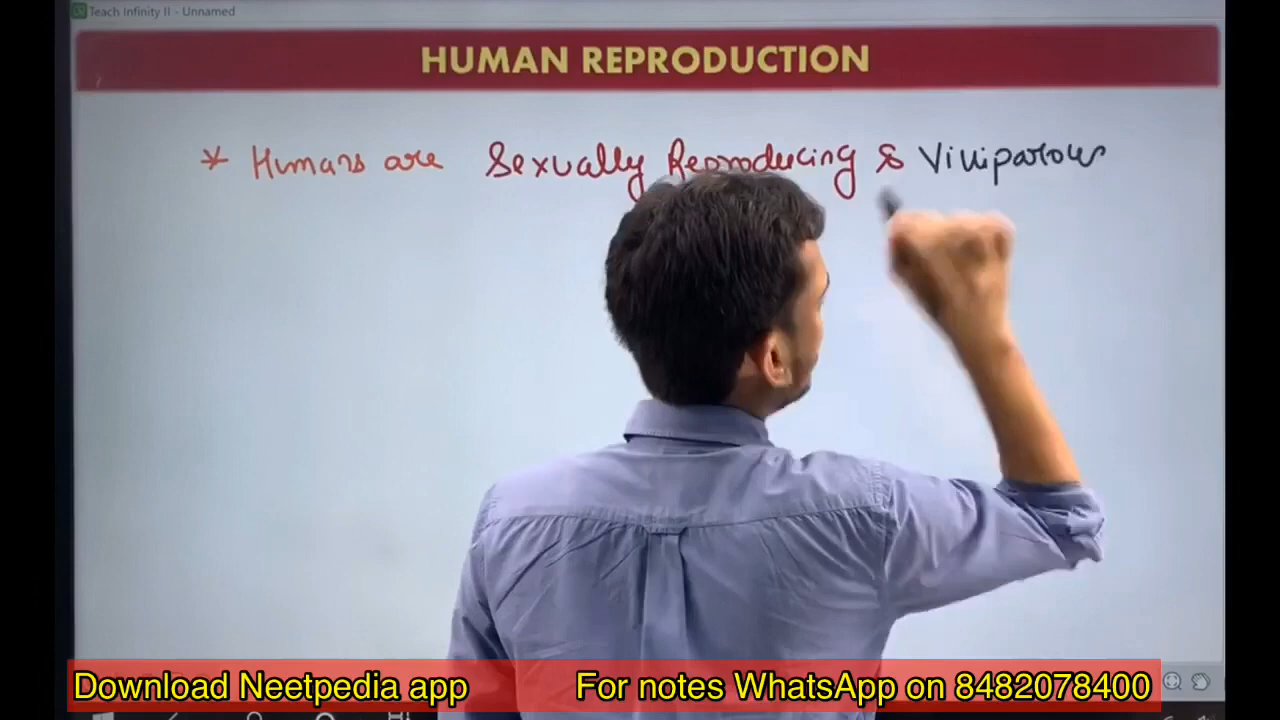 Teach Infinity II - Unnamed
HUMAN REPRODUCTION
* Humans are Sexually Reproducing & Viviparous
Download Neetpedia app
For notes WhatsApp on 8482078400